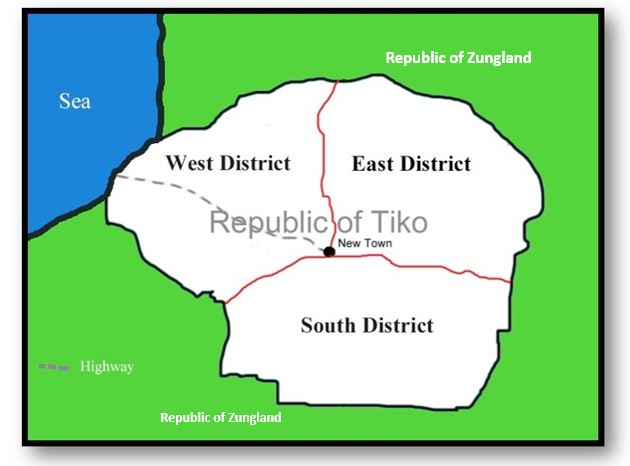 Republic of Zungland
Sea
West District
East District
Republic of Tiko
New Town
South District
Highway
Republic of Zungland